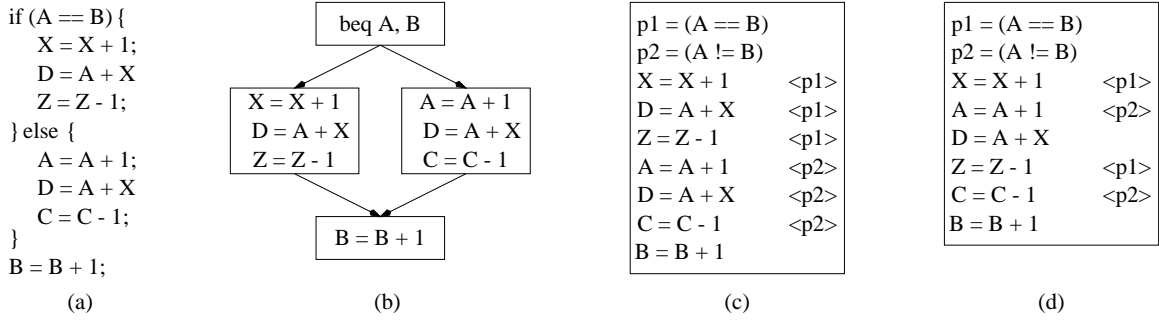 if (A == B) {
X = X + 1;
D = A + X
Z = Z - 1;
} else {
A = A + 1;
D = A + X
C = C - 1;
}
B = B + 1;
(a)
beq A, B
X = X + 1
D = A + X
Z = Z - 1
A = A + 1
D = A + X
C = C - 1
B = B + 1
(b)
p1 = (A == B)
p2 = (A != B)
X = X + 1 <p1>
D = A + X <p1>
Z = Z - 1 <p1>
A = A + 1 <p2>
D = A + X <p2>
C = C - 1 <p2>
B = B + 1
(c)
p1 = (A == B)
p2 = (A != B)
X = X + 1 <p1>
A = A + 1 <p2>
D = A + X
Z = Z - 1 <p1>
C = C - 1 <p2>
B = B + 1
(d)